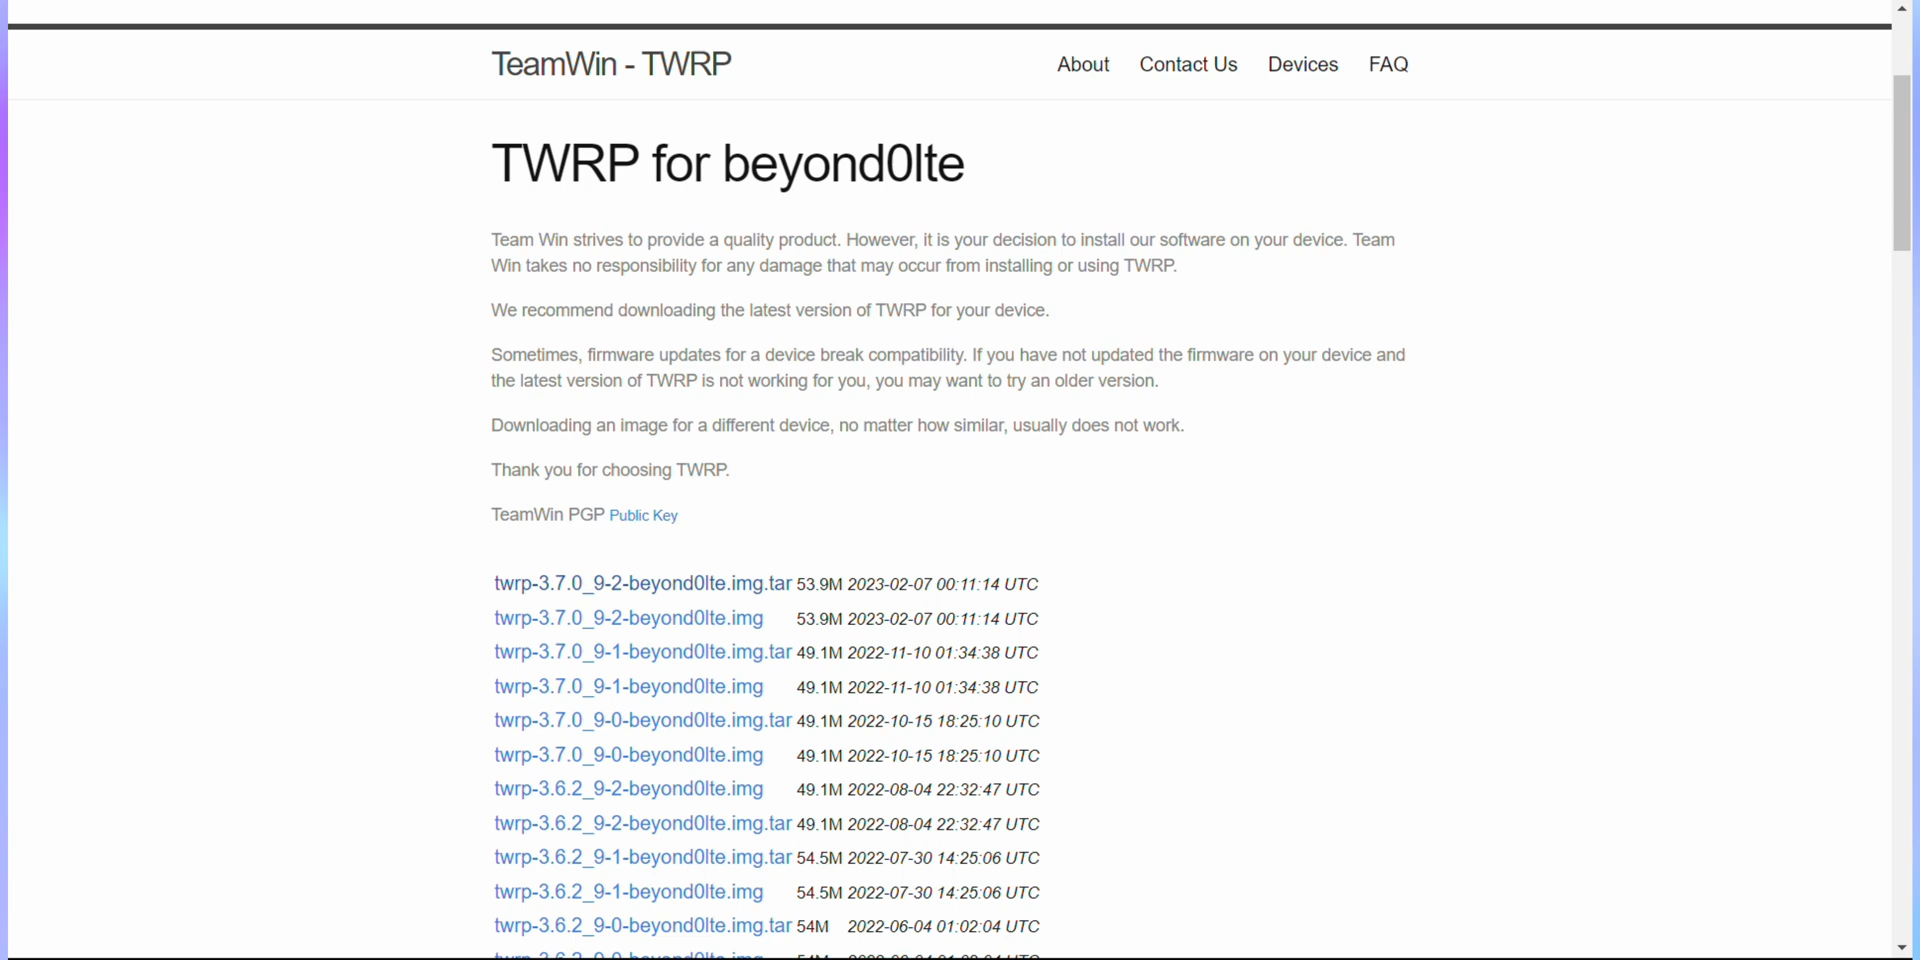 TeamWin - TWRP
About Contact Us Devices FAQ
TWRP for beyond0lte
Team Win strives to provide a quality product. However, it is your decision to install our software on your device. Team
Win takes no responsibility for any damage that may occur from installing or using TWRP.
We recommend downloading the latest version of TWRP for your device.
Sometimes, firmware updates for a device break compatibility. If you have not updated the firmware on your device and
the latest version of TWRP is not working for you, you may want to try an older version.
Downloading an image for a different device, no matter how similar, usually does not work.
Thank you for choosing TWRP.
TeamWin PGP Public Key
twrp-3.7.0_9-2-beyond0lte.img.tar 53.9M 2023-02-07 00:11:14 UTC
twrp-3.7.0_9-2-beyond0lte.img 53.9M 2023-02-07 00:11:14 UTC
twrp-3.7.0_9-1-beyond0lte.img.tar 49.1M 2022-11-10 01:34:38 UTC
twrp-3.7.0_9-1-beyond0lte.img 49.1M 2022-11-10 01:34:38 UTC
twrp-3.7.0_9-0-beyond0lte.img.tar 49.1M 2022-10-15 18:25:10 UTC
twrp-3.7.0_9-0-beyond0lte.img 49.1M 2022-10-15 18:25:10 UTC
twrp-3.6.2_9-2-beyond0lte.img 49.1M 2022-08-04 22:32:47 UTC
twrp-3.6.2_9-2-beyond0lte.img.tar 49.1M 2022-08-04 22:32:47 UTC
twrp-3.6.2_9-1-beyond0lte.img.tar 54.5M 2022-07-30 14:25:06 UTC
twrp-3.6.2_9-1-beyond0lte.img 54.5M 2022-07-30 14:25:06 UTC
twrp-3.6.2_9-0-beyond0lte.img.tar 54M 2022-06-04 01:02:04 UTC